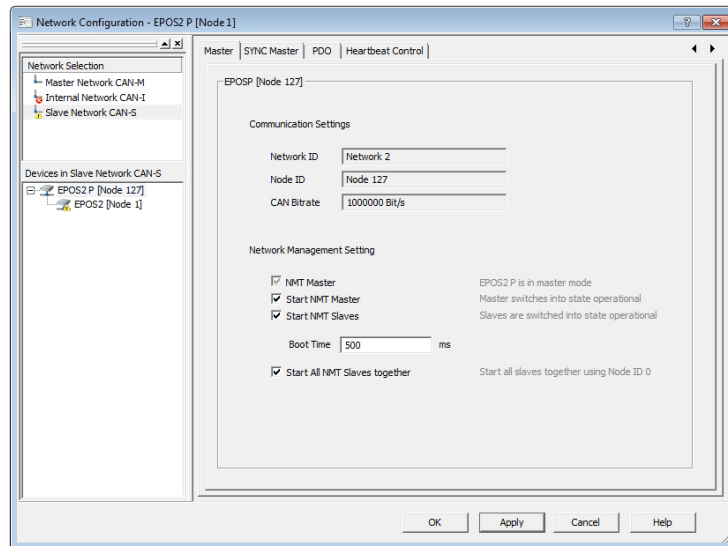 Network Configuration - EPOS2 P [Node 1]
Network Selection
Master Network CAN-M
Internal Network CAN-I
Slave Network CAN-S
Devices in Slave Network CAN-S
EPOS2 P [Node 127]
EPOS2 [Node 1]
Master
SYNC Master
PDO
Heartbeat Control
EPOSP [Node 127]
Communication Settings
Network ID
Network 2
Node ID
Node 127
CAN Bitrate
1000000 Bit/s
Network Management Setting
NMT Master
EPOS2 P is in master mode
Start NMT Master
Master switches into state operational
Start NMT Slaves
Slaves are switched into state operational
Boot Time
500
ms
Start All NMT Slaves together
Start all slaves together using Node ID 0
OK
Apply
Cancel
Help